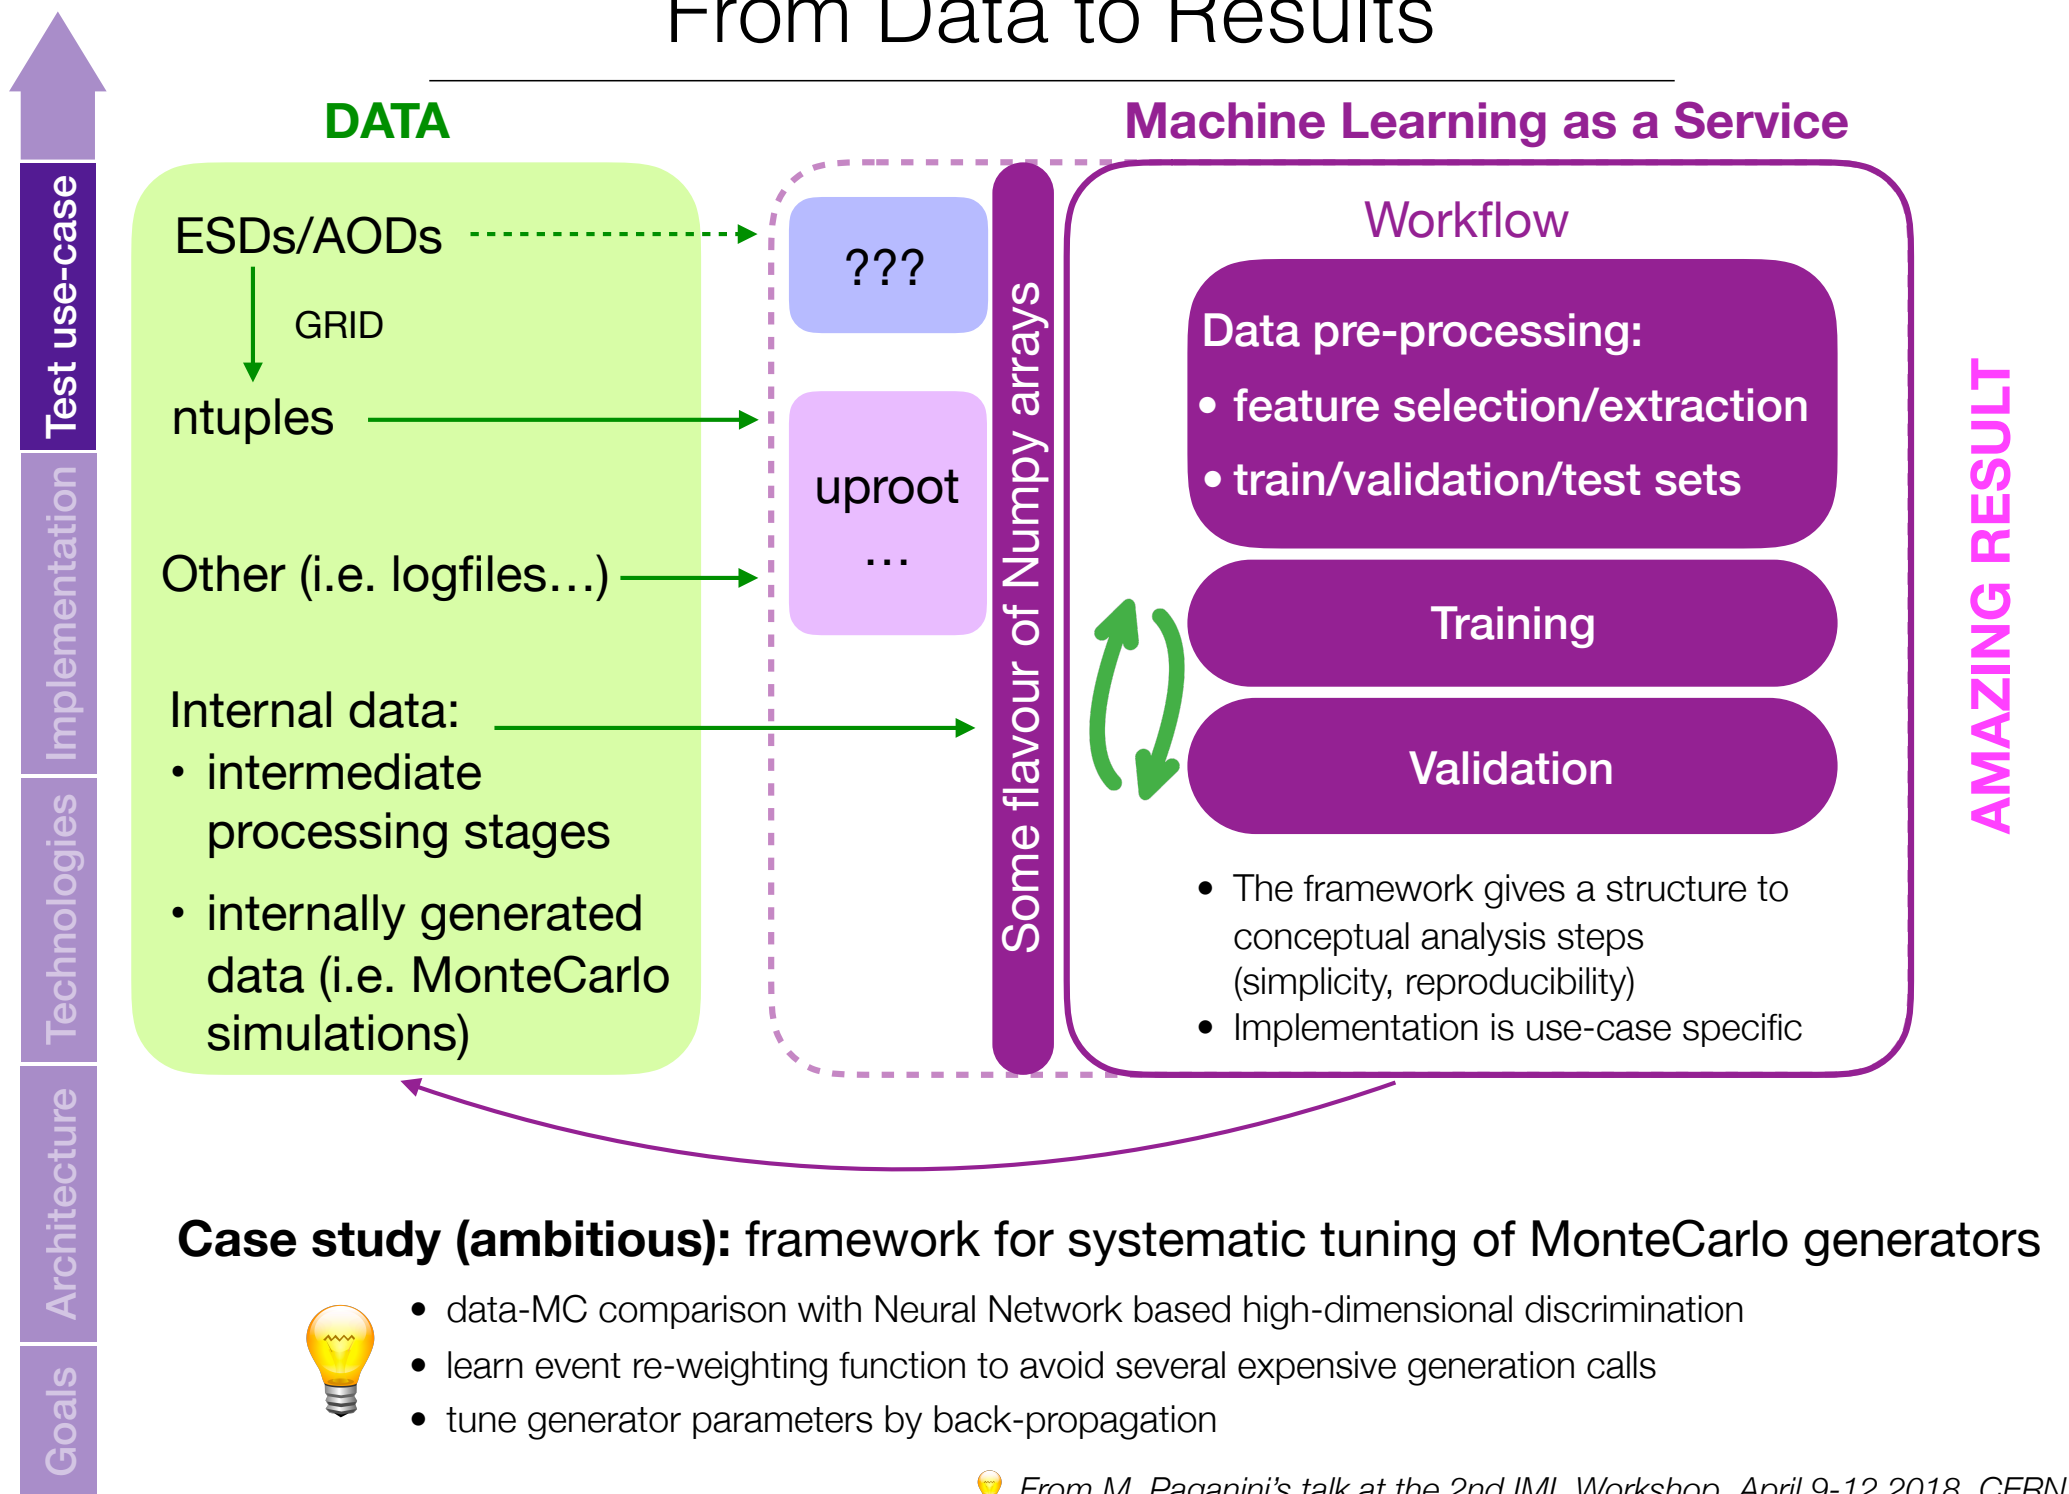 From Data to Results
DATA
Machine Learning as a Service
Test use-case
Implementation
Technologies
Architecture
Goals
ESDs/AODs
GRID
ntuples
Other (i.e. logfiles…)
Internal data:
• intermediate
processing stages
• internally generated
data (i.e. MonteCarlo
simulations)
???
uproot
…
Some flavour of Numpy arrays
Workflow
Data pre-processing:
• feature selection/extraction
• train/validation/test sets
Training
Validation
• The framework gives a structure to
conceptual analysis steps
(simplicity, reproducibility)
• Implementation is use-case specific
AMAZING RESULT
Case study (ambitious): framework for systematic tuning of MonteCarlo generators
• data-MC comparison with Neural Network based high-dimensional discrimination
• learn event re-weighting function to avoid several expensive generation calls
• tune generator parameters by back-propagation
From M. Paganini's talk at the 2nd IML Workshop, April 9-12 2018, CERN